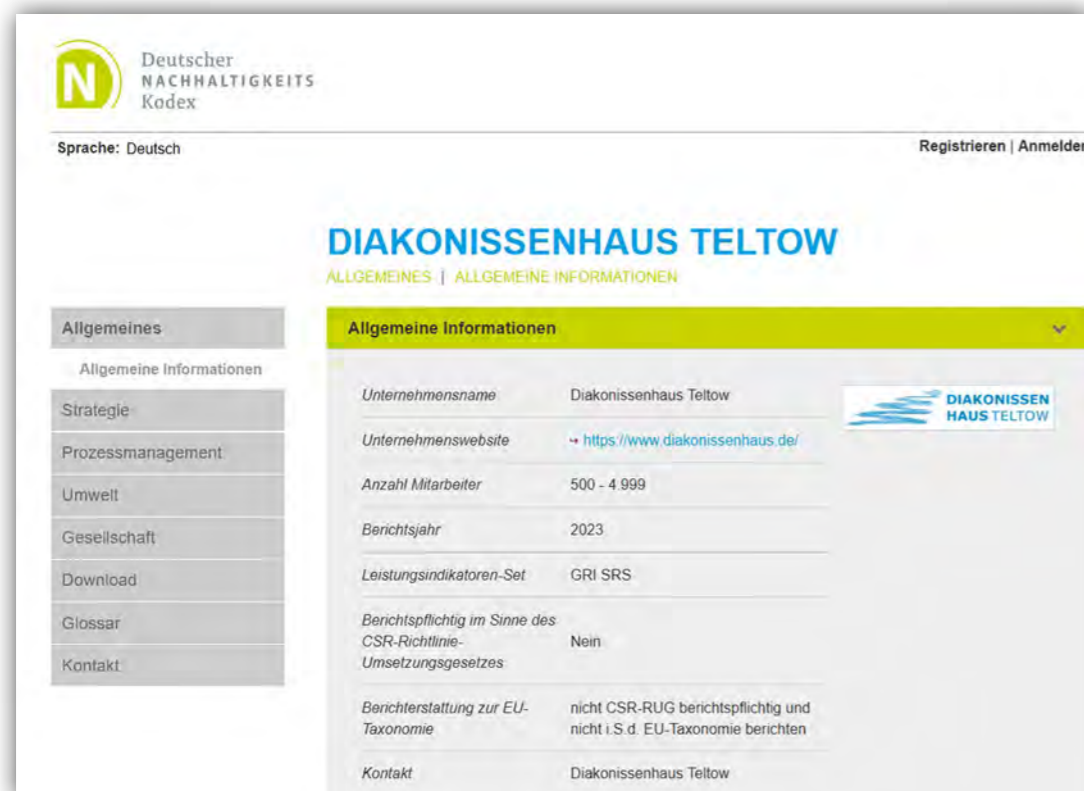 N
Deutscher
NACHHALTIGKEITS
Kodex
Sprache: Deutsch
Registrieren | Anmelden
DIAKONISSENHAUS TELTOW
ALLGEMEINES | ALLGEMEINE INFORMATIONEN
Allgemeines
Allgemeine Informationen
Strategie
Prozessmanagement
Umwelt
Gesellschaft
Download
Glossar
Kontakt
Allgemeine Informationen
Unternehmensname Diakonissenhaus Teltow
Unternehmenswebsite https://www.diakonissenhaus.de/
Anzahl Mitarbeiter 500 - 4.999
Berichtsjahr 2023
Leistungsindikatoren-Set GRI SRS
Berichtspflichtig im Sinne des
CSR-Richtlinie- Nein
Umsetzungsgesetzes
Berichterstattung zur EU- nicht CSR-RUG berichtspflichtig und
Taxonomie nicht i.S.d. EU-Taxonomie berichten
Kontakt Diakonissenhaus Teltow
DIAKONISSEN
HAUS TELTOW